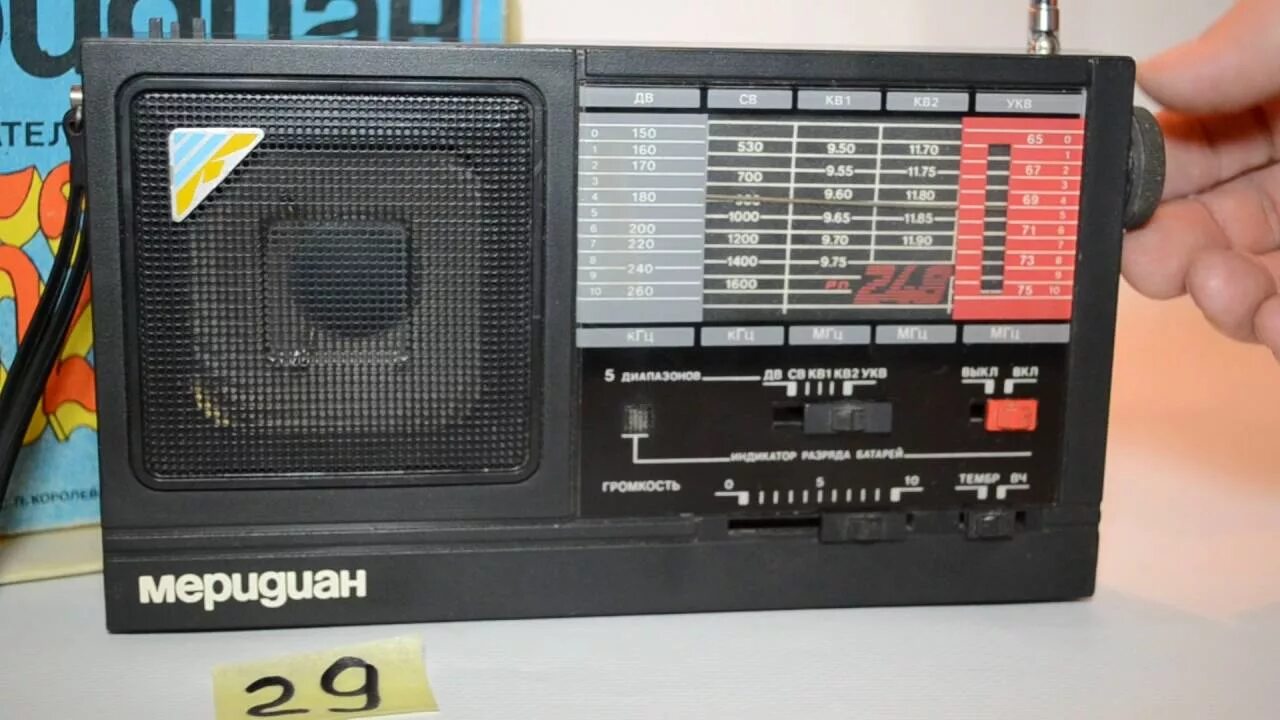 АТЕЛ
П. КОРОЛЕВ
ДВ СВ КВ1 КВ2 УКВ
0 150 530 9.50 11.70 65 0
1 160 1
2 170 700 9.55 11.75 67 2
3 3
4 180 9.60 11.80 69 4
5 1000 9.65 11.85 5
6 200 71 6
7 220 1200 9.70 11.90 7
8 240 1400 9.75 73 8
9 9
10 260 1600 РП 248 75 10
кГц кГц МГц МГц МГц
5 ДИАПАЗОНОВ ДВ СВ КВ1 КВ2 УКВ ВЫКЛ ВКЛ
ИНДИКАТОР РАЗРЯДА БАТАРЕЙ
ГРОМКОСТЬ 0 5 10 ТЕМБР ВЧ
меридиан
29